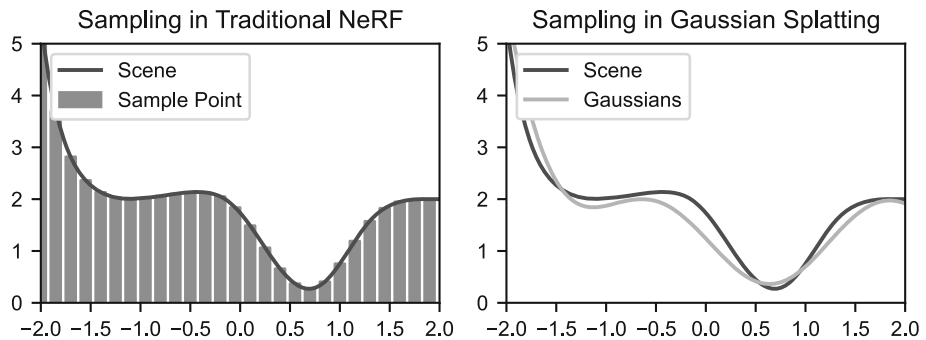 Sampling in Traditional NeRF
5
4
3
2
1
0
Scene
Sample Point
−2.0 −1.5 −1.0 −0.5 0.0 0.5 1.0 1.5 2.0
Sampling in Gaussian Splatting
5
4
3
2
1
0
Scene
Gaussians
−2.0 −1.5 −1.0 −0.5 0.0 0.5 1.0 1.5 2.0